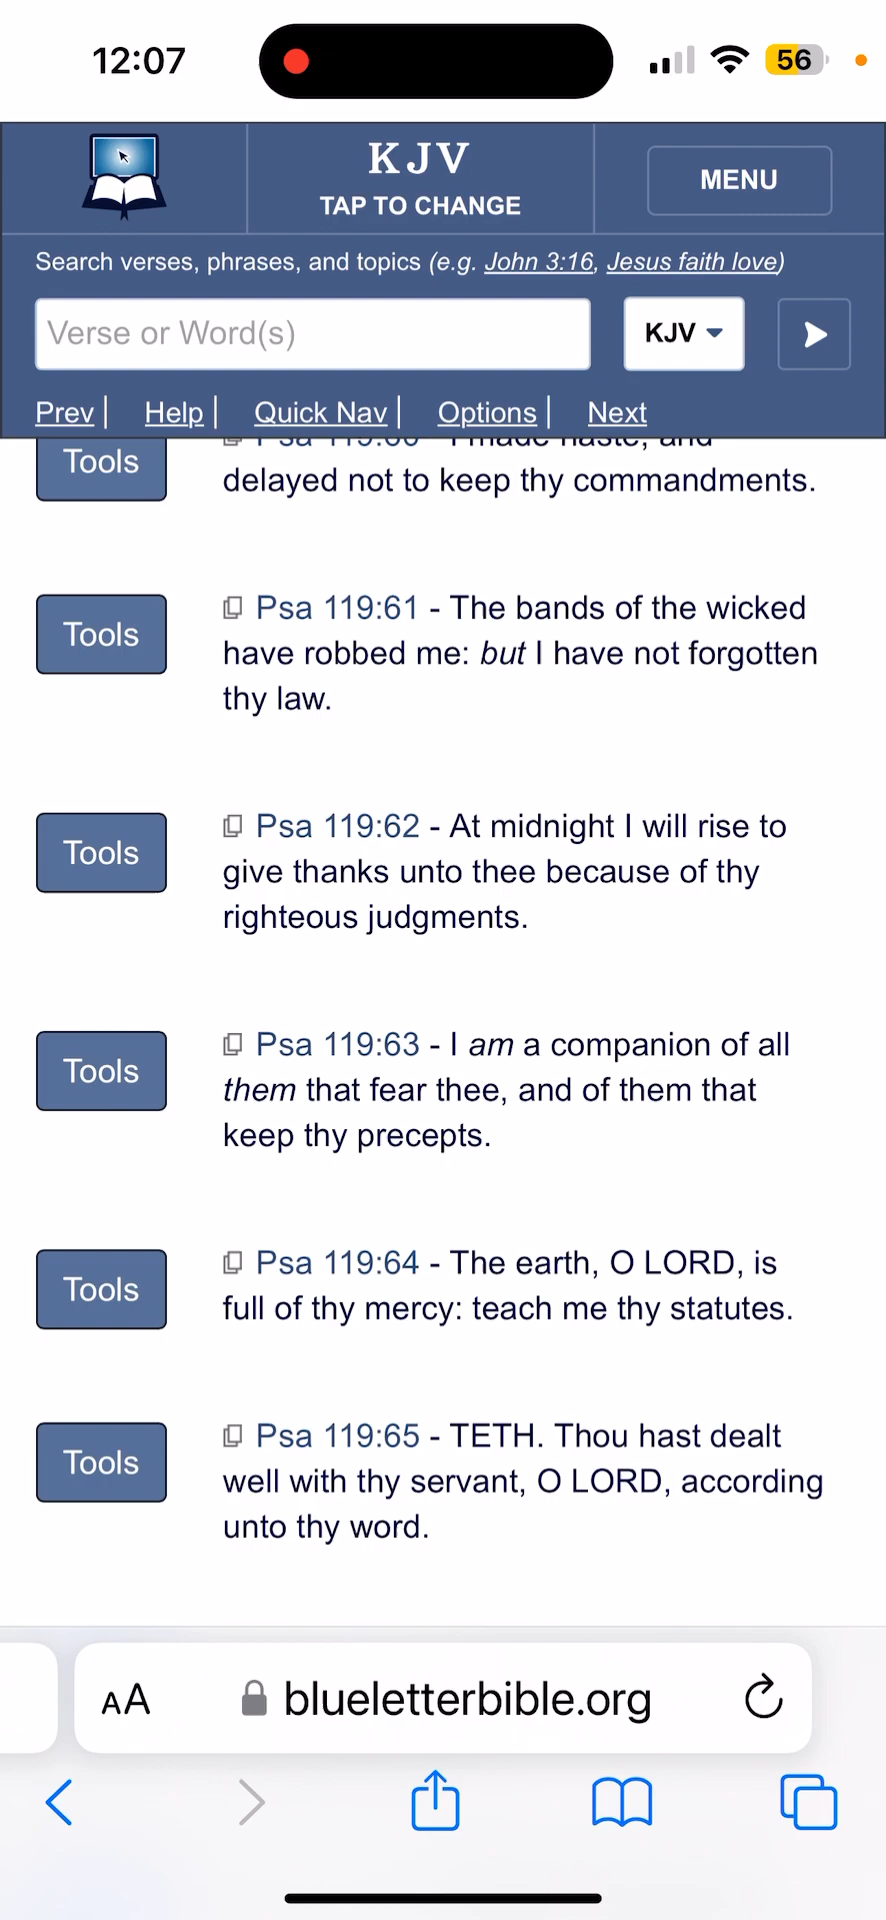 12:07
56
KJV
TAP TO CHANGE
MENU
Search verses, phrases, and topics (e.g. John 3:16, Jesus faith love)
Verse or Word(s)
KJV
Prev | Help | Quick Nav | Options | Next
Tools
Psa 119:60 - I made haste, and
delayed not to keep thy commandments.
Tools
Psa 119:61 - The bands of the wicked
have robbed me: but I have not forgotten
thy law.
Tools
Psa 119:62 - At midnight I will rise to
give thanks unto thee because of thy
righteous judgments.
Tools
Psa 119:63 - I am a companion of all
them that fear thee, and of them that
keep thy precepts.
Tools
Psa 119:64 - The earth, O LORD, is
full of thy mercy: teach me thy statutes.
Tools
Psa 119:65 - TETH. Thou hast dealt
well with thy servant, O LORD, according
unto thy word.
AA
blueletterbible.org